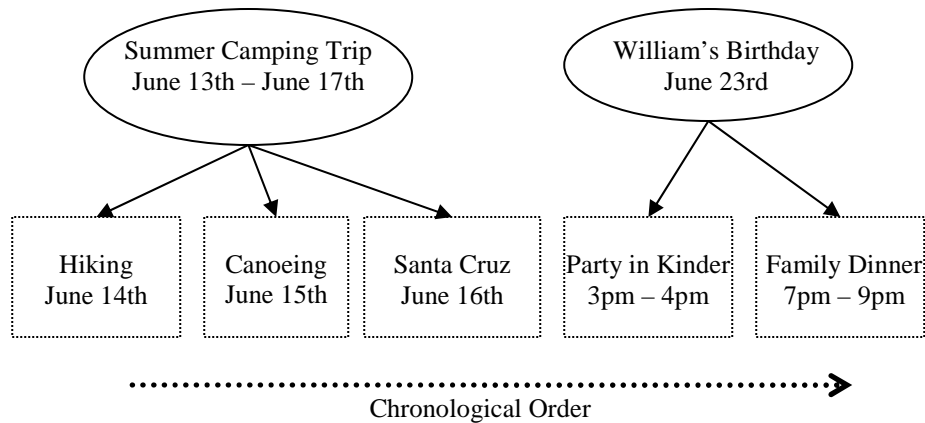 Summer Camping Trip
June 13th – June 17th
William’s Birthday
June 23rd
Hiking
June 14th
Canoeing
June 15th
Santa Cruz
June 16th
Party in Kinder
3pm – 4pm
Family Dinner
7pm – 9pm
Chronological Order